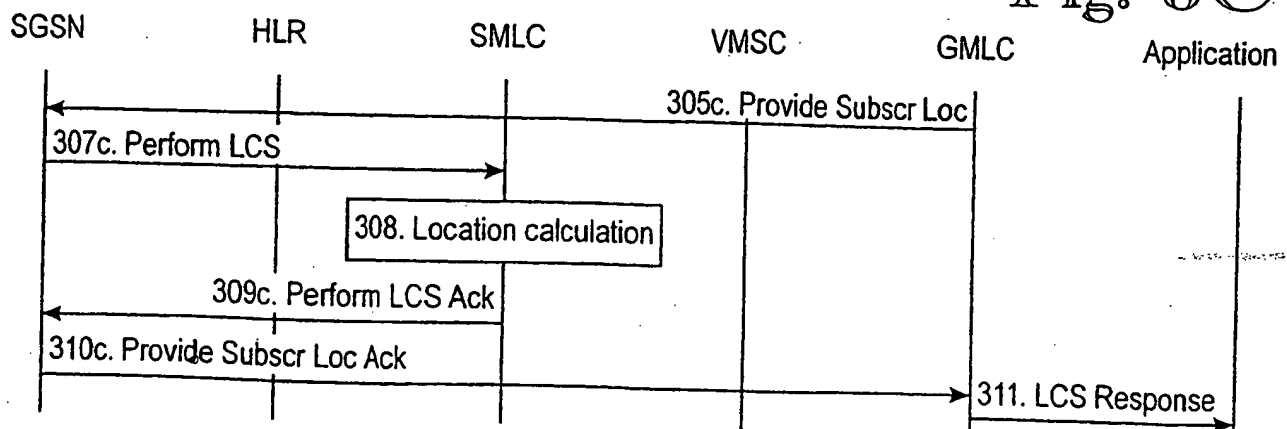 Fig.
SGSN
HLR
SMLC
VMSC
GMLC
Application
305c. Provide Subscr Loc
307c. Perform LCS
308. Location calculation
309c. Perform LCS Ack
310c. Provide Subscr Loc Ack
311. LCS Response